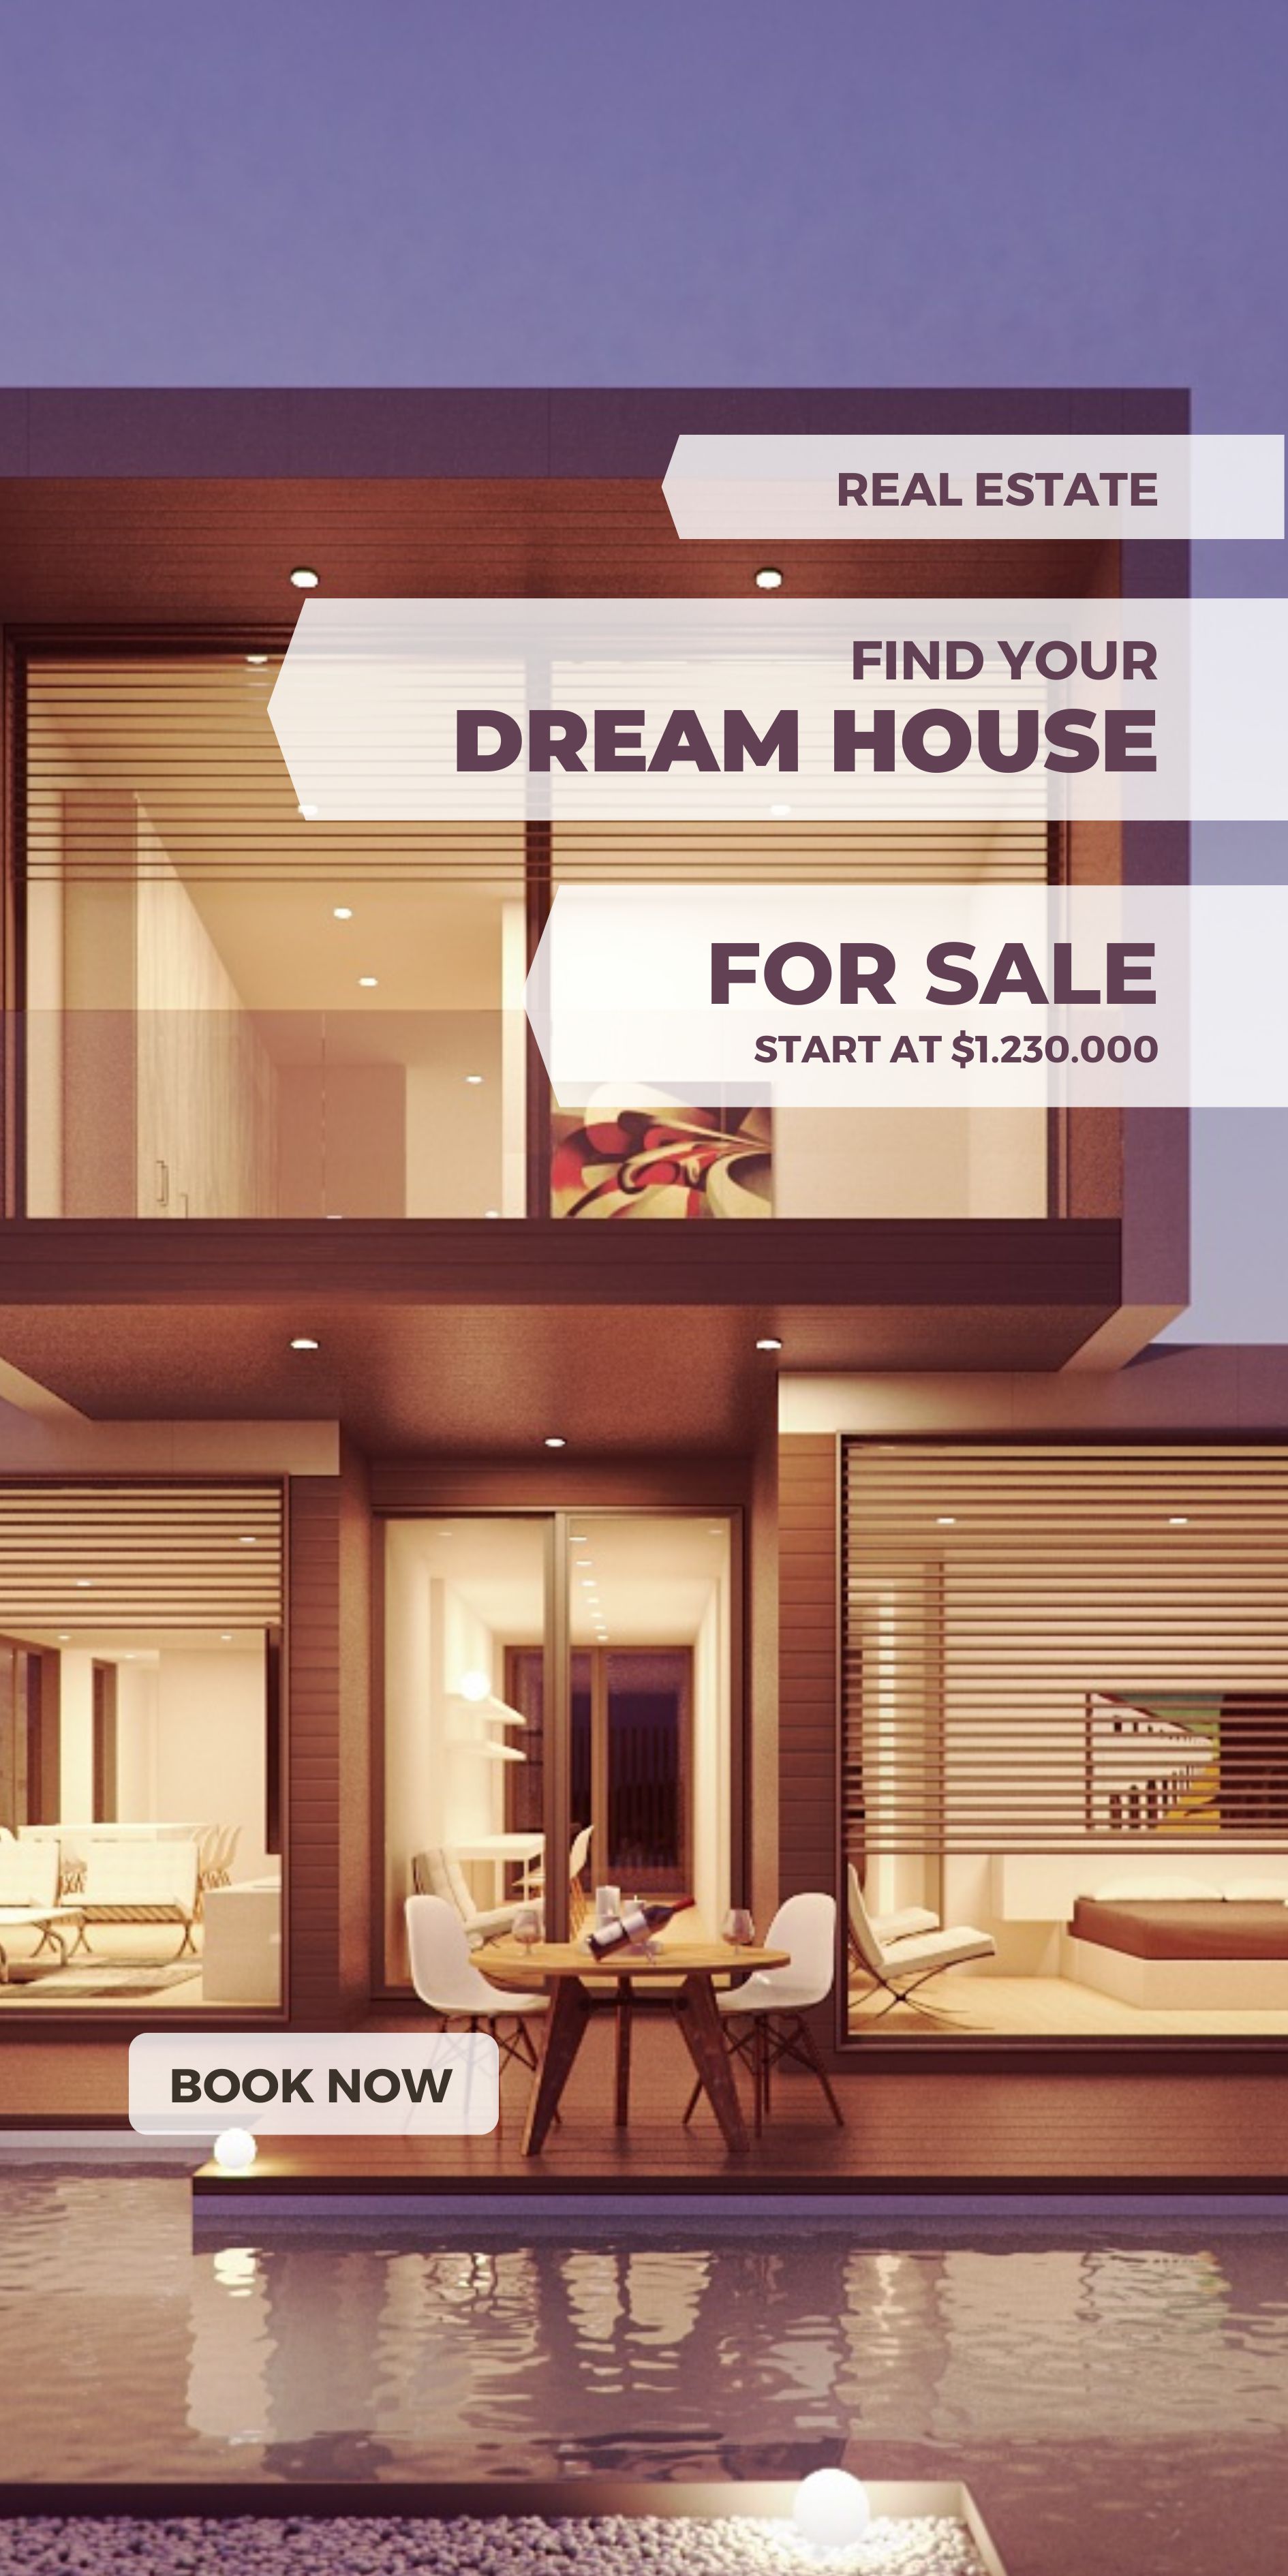 REAL ESTATE
FIND YOUR
DREAM HOUSE
FOR SALE
START AT $1.230.000
BOOK NOW